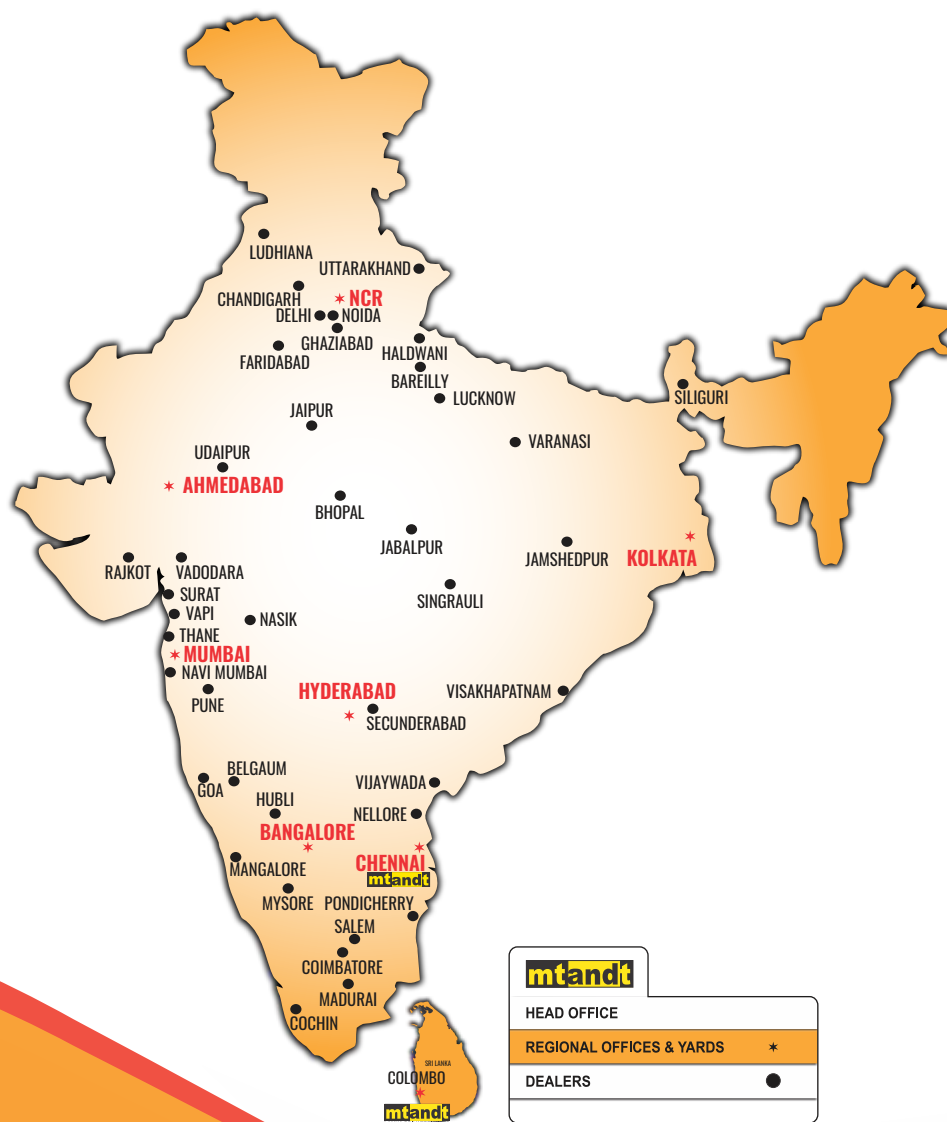 LUDHIANA
UTTARAKHAND
CHANDIGARH
NCR
DELHI
NOIDA
GHAZIABAD
FARIDABAD
HALDWANI
BAREILLY
LUCKNOW
SILIGURI
JAIPUR
VARANASI
UDAIPUR
AHMEDABAD
BHOPAL
JABALPUR
JAMSHEDPUR
KOLKATA
RAJKOT
VADODARA
SURAT
SINGRAULI
VAPI
NASIK
THANE
MUMBAI
NAVI MUMBAI
PUNE
HYDERABAD
SECUNDERABAD
VISAKHAPATNAM
BELGAUM
GOA
VIJAYWADA
HUBLI
NELLORE
BANGALORE
CHENNAI
mtandt
MANGALORE
MYSORE
PONDICHERRY
SALEM
COIMBATORE
MADURAI
COCHIN
SRI LANKA
COLOMBO
mtandt
mtandt
HEAD OFFICE
REGIONAL OFFICES & YARDS
DEALERS